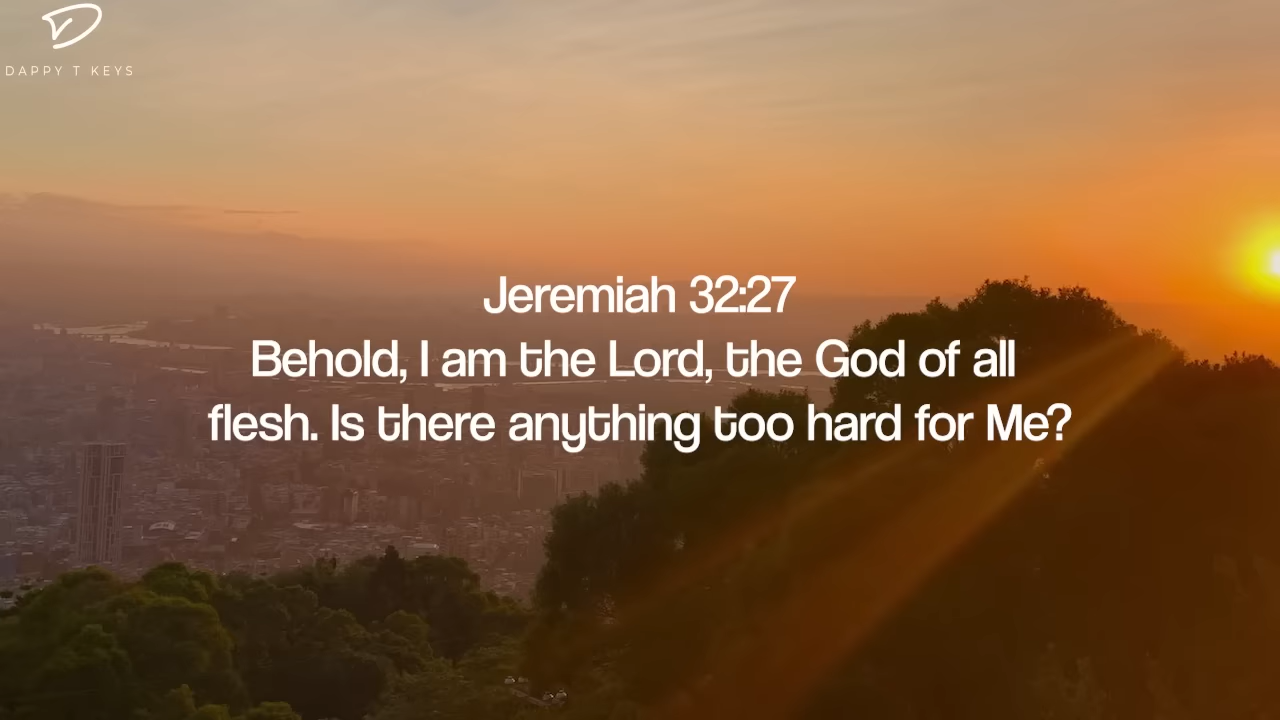 DAPPY T KEYS
Jeremiah 32:27
Behold, I am the Lord, the God of all
flesh. Is there anything too hard for Me?